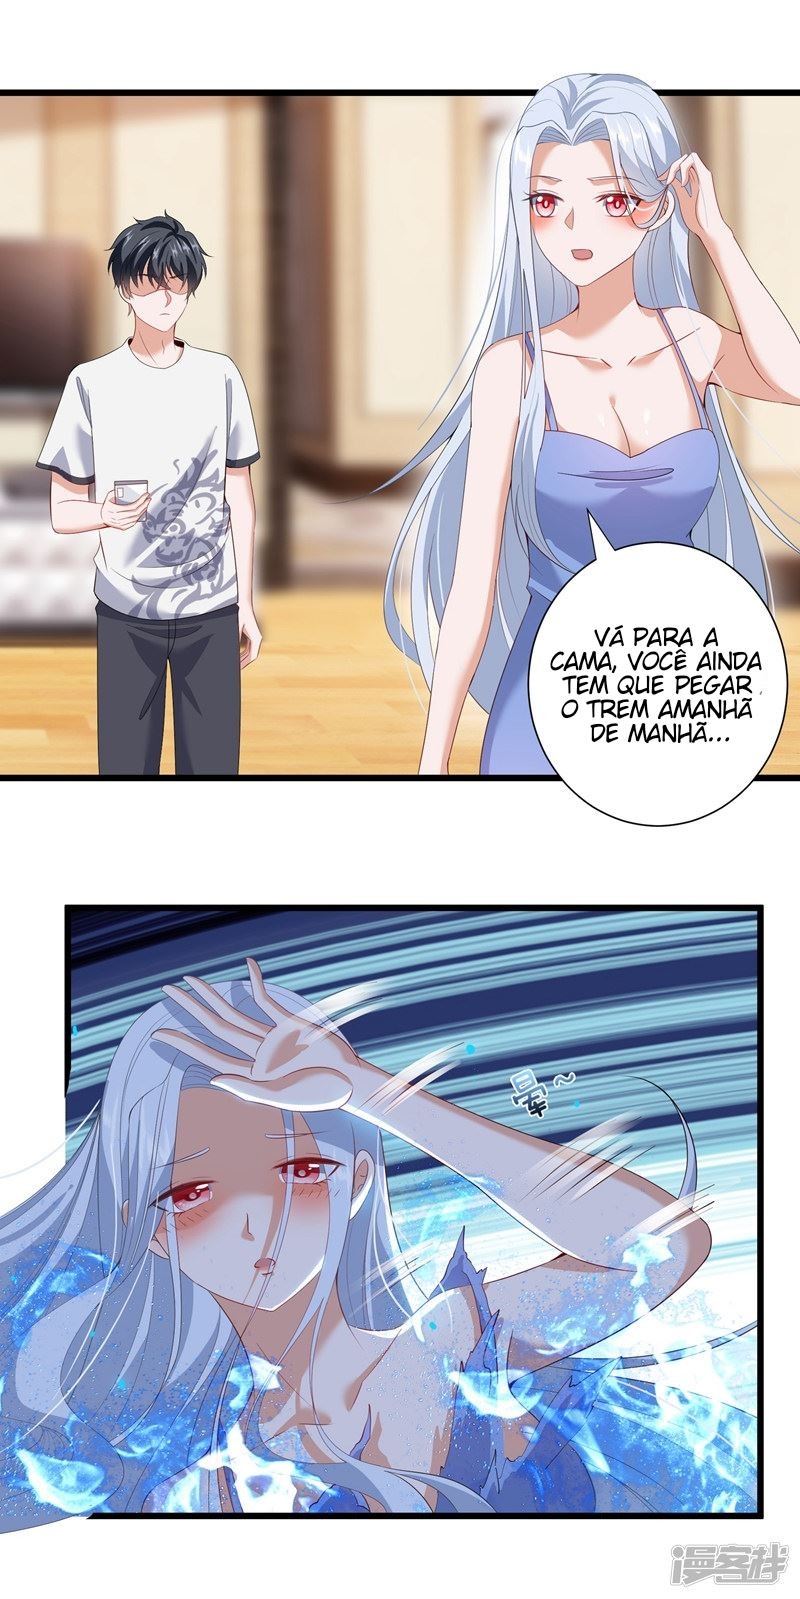 VÁ PARA A
CAMA, VOCÊ AINDA
TEM QUE PEGAR
O TREM AMANHÃ
DE MANHÃ...
晕~
漫客栈